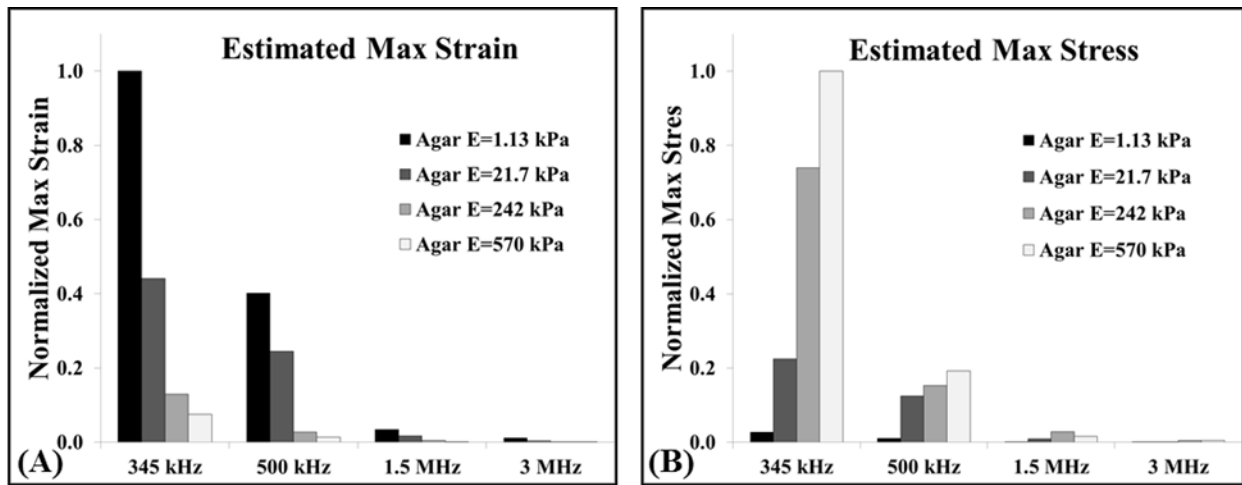 Estimated Max Strain
Normalized Max Strain
1.0
0.8
0.6
0.4
0.2
0.0
Agar E=1.13 kPa
Agar E=21.7 kPa
Agar E=242 kPa
Agar E=570 kPa
345 kHz
500 kHz
1.5 MHz
3 MHz
(A)
Estimated Max Stress
Normalized Max Stres
1.0
0.8
0.6
0.4
0.2
0.0
Agar E=1.13 kPa
Agar E=21.7 kPa
Agar E=242 kPa
Agar E=570 kPa
345 kHz
500 kHz
1.5 MHz
3 MHz
(B)